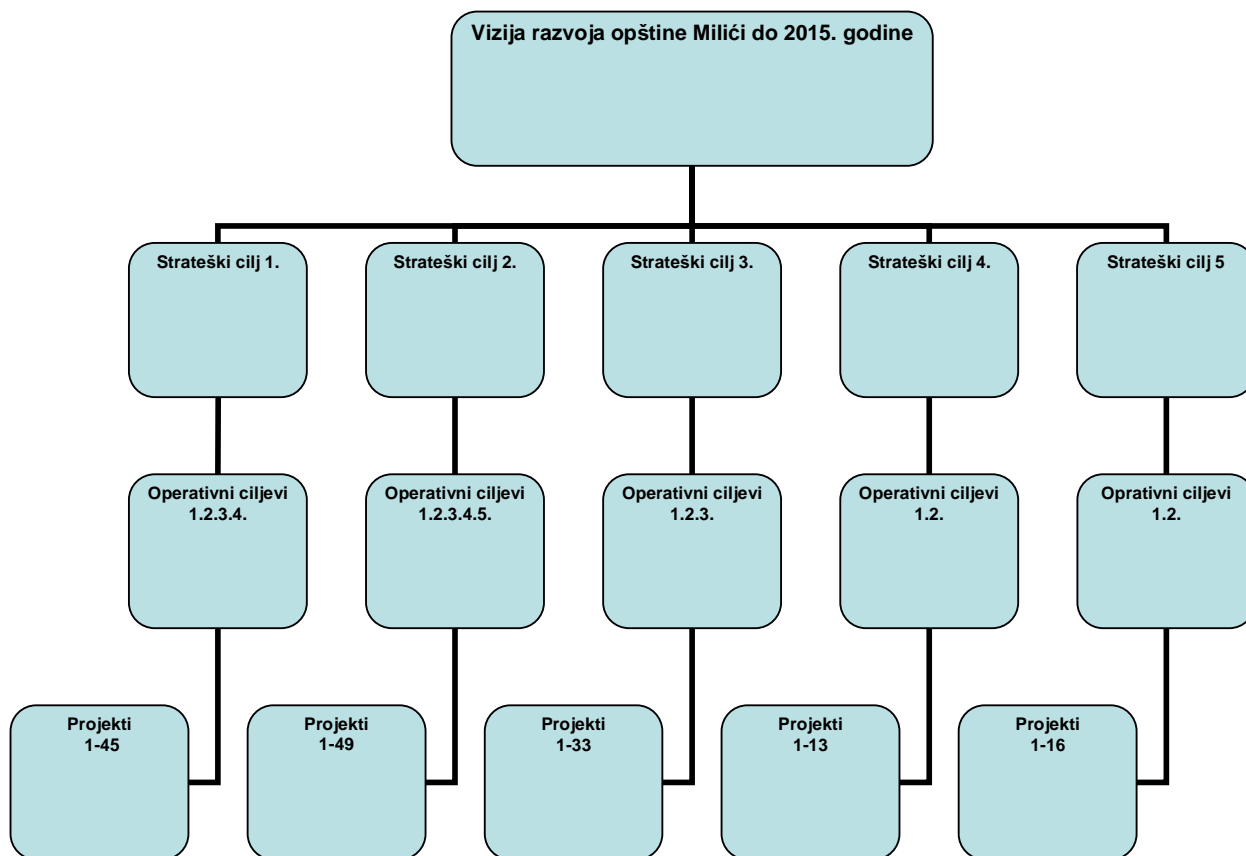 Vizija razvoja opštine Milići do 2015. godine
Strateški cilj 1.
Strateški cilj 2.
Strateški cilj 3.
Strateški cilj 4.
Strateški cilj 5
Operativni ciljevi
1.2.3.4.
Operativni ciljevi
1.2.3.4.5.
Operativni ciljevi
1.2.3.
Operativni ciljevi
1.2.
Oprativni ciljevi
1.2.
Projekti
1-45
Projekti
1-49
Projekti
1-33
Projekti
1-13
Projekti
1-16